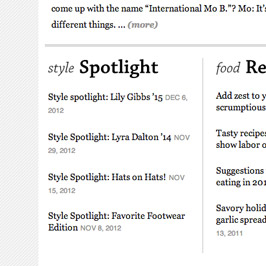 come up with the name “International Mo B.”? Mo: It’s
different things. ... (more)
style Spotlight
Style spotlight: Lily Gibbs ’15 DEC 6,
2012
Style Spotlight: Lyra Dalton ’14 NOV
29, 2012
Style Spotlight: Hats on Hats! NOV
15, 2012
Style Spotlight: Favorite Footwear
Edition NOV 8, 2012
food Re
Add zest to y
scrumptious
Tasty recipe
show labor o
Suggestions
eating in 201
Savory holid
garlic spread
13, 2011